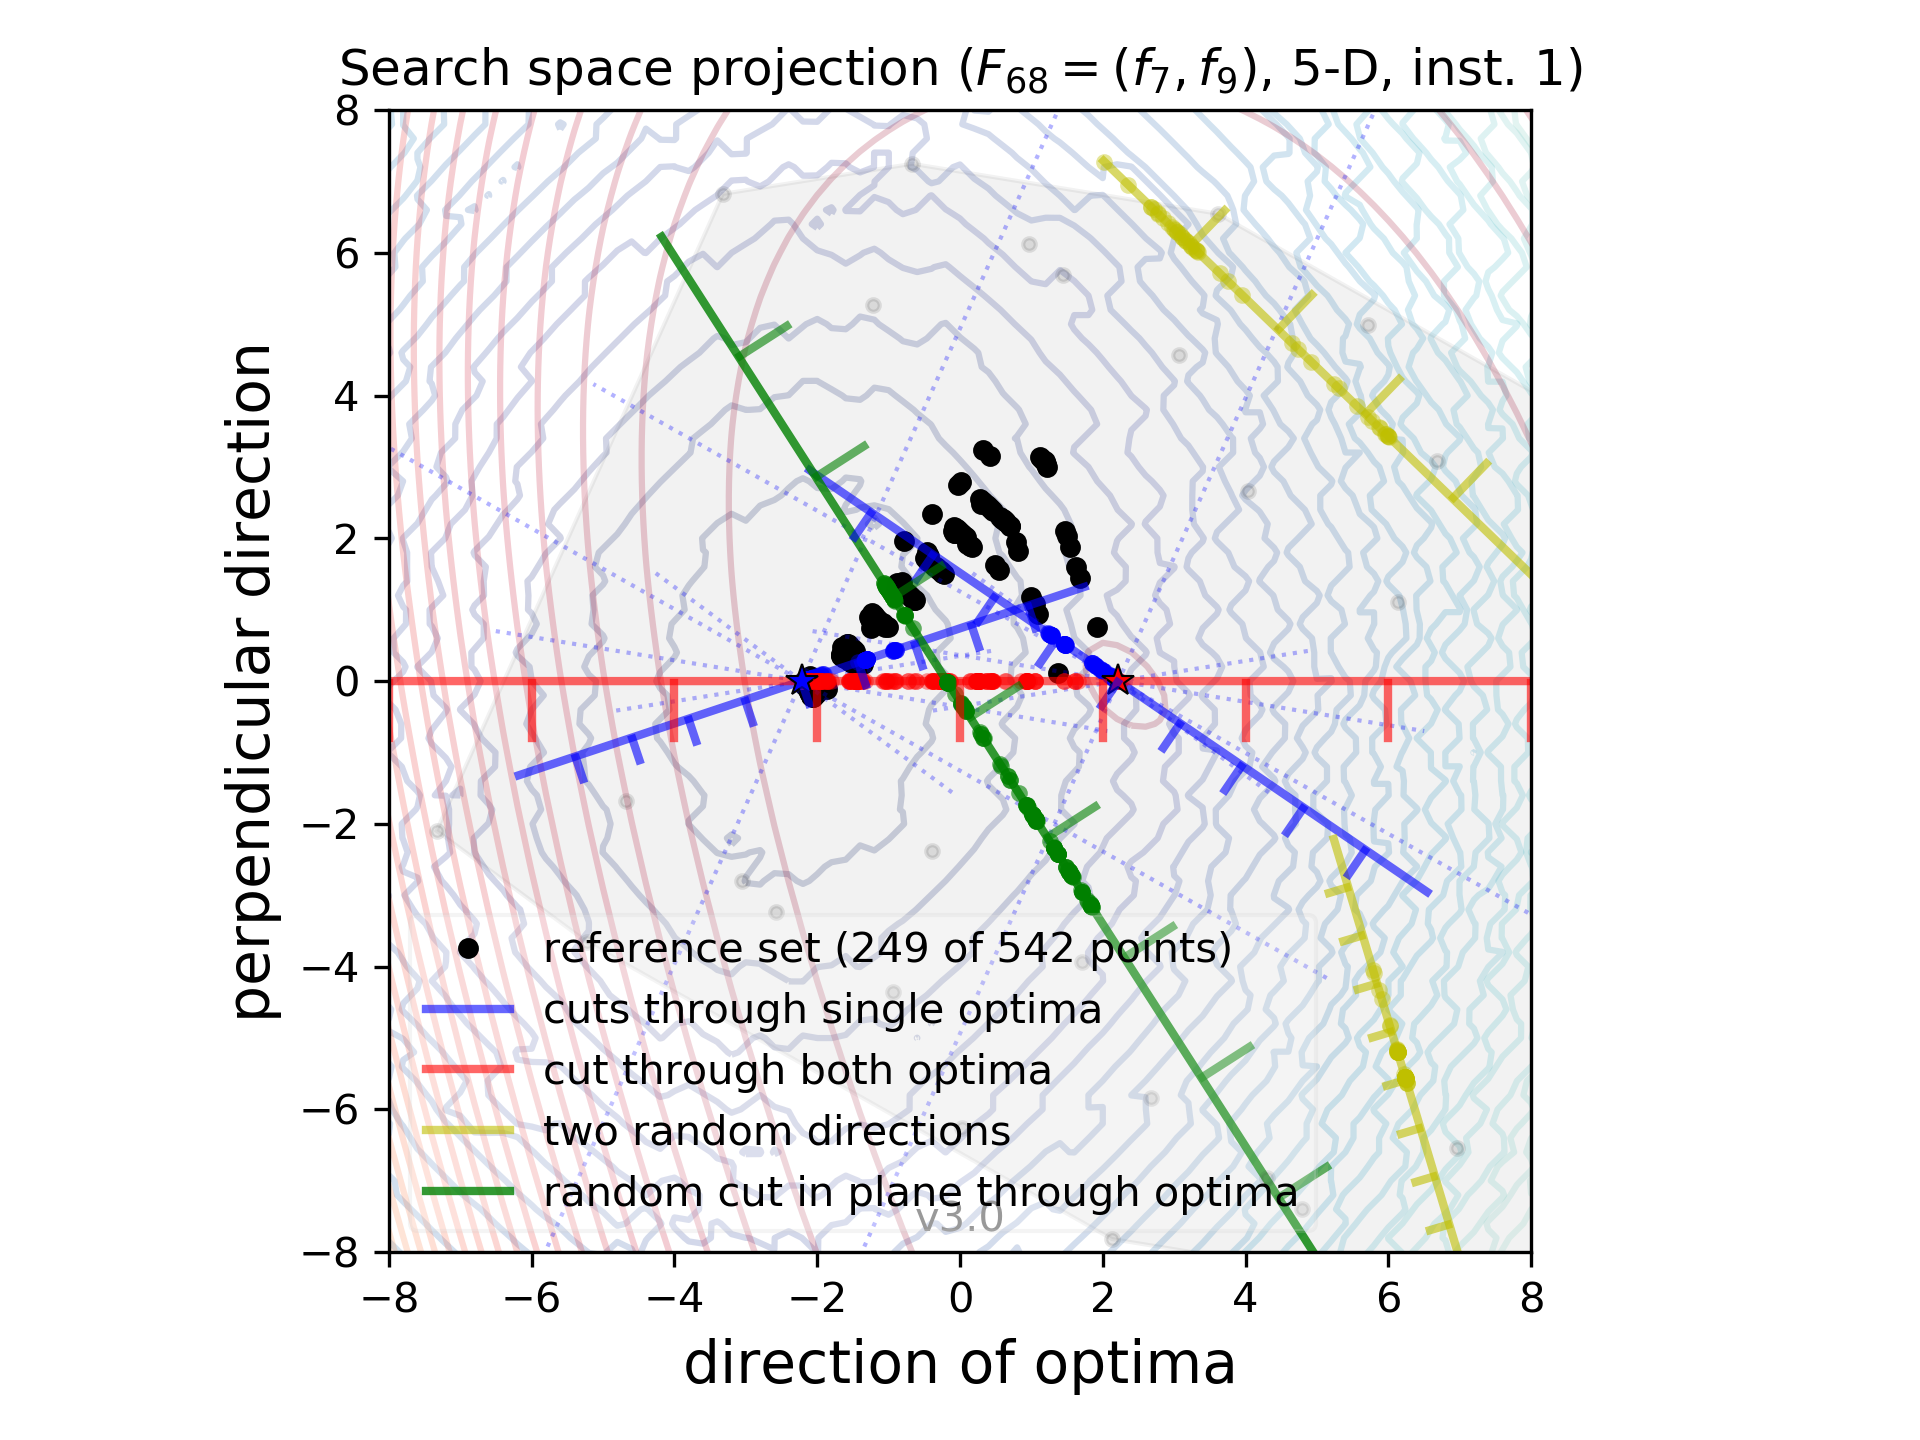 Search space projection (F₆₈ = (f₇, f₉), 5-D, inst. 1)
8
6
4
2
0
−2
−4
−6
−8
perpendicular direction
reference set (249 of 542 points)
cuts through single optima
cut through both optima
two random directions
random cut in plane through optima
v3.0
−8 −6 −4 −2 0 2 4 6 8
direction of optima